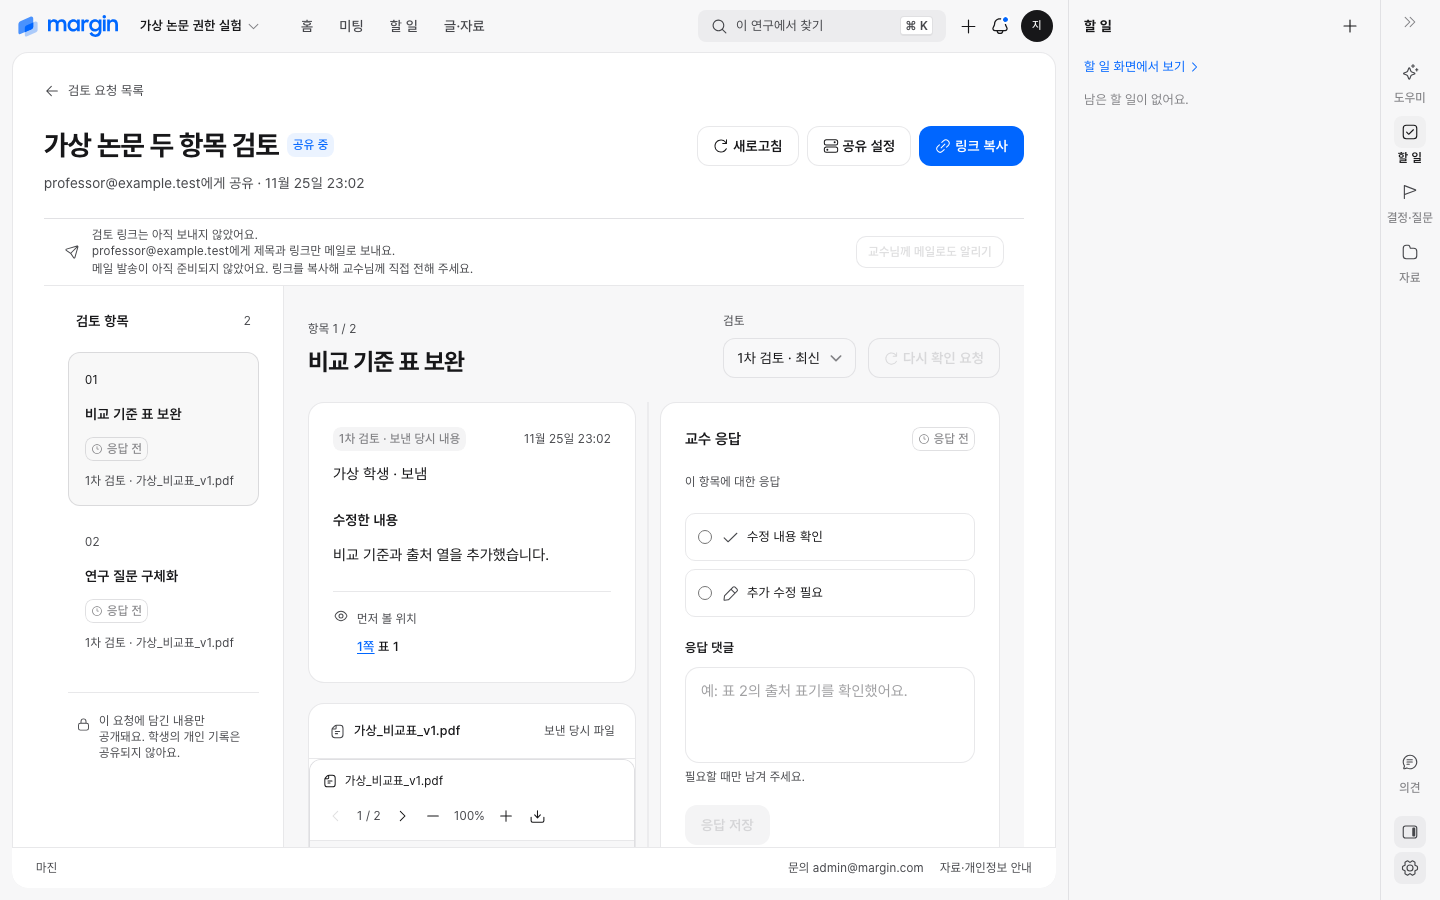 margin
가상 논문 권한 실험
홈
미팅
할 일
글·자료
이 연구에서 찾기
⌘ K
지
할 일
할 일 화면에서 보기
남은 할 일이 없어요.
도우미
할 일
결정·질문
자료
의견
검토 요청 목록
가상 논문 두 항목 검토
공유 중
새로고침
공유 설정
링크 복사
professor@example.test에게 공유 · 11월 25일 23:02
검토 링크는 아직 보내지 않았어요.
professor@example.test에게 제목과 링크만 메일로 보내요.
메일 발송이 아직 준비되지 않았어요. 링크를 복사해 교수님께 직접 전해 주세요.
교수님께 메일로도 알리기
검토 항목
2
01
비교 기준 표 보완
응답 전
1차 검토 · 가상_비교표_v1.pdf
02
연구 질문 구체화
응답 전
1차 검토 · 가상_비교표_v1.pdf
이 요청에 담긴 내용만
공개돼요. 학생의 개인 기록은
공유되지 않아요.
항목 1 / 2
비교 기준 표 보완
검토
1차 검토 · 최신
다시 확인 요청
1차 검토 · 보낸 당시 내용
11월 25일 23:02
가상 학생 · 보냄
수정한 내용
비교 기준과 출처 열을 추가했습니다.
먼저 볼 위치
1쪽 표 1
가상_비교표_v1.pdf
보낸 당시 파일
가상_비교표_v1.pdf
1 / 2
100%
교수 응답
응답 전
이 항목에 대한 응답
수정 내용 확인
추가 수정 필요
응답 댓글
예: 표 2의 출처 표기를 확인했어요.
필요할 때만 남겨 주세요.
응답 저장
마진
문의 admin@margin.com
자료·개인정보 안내